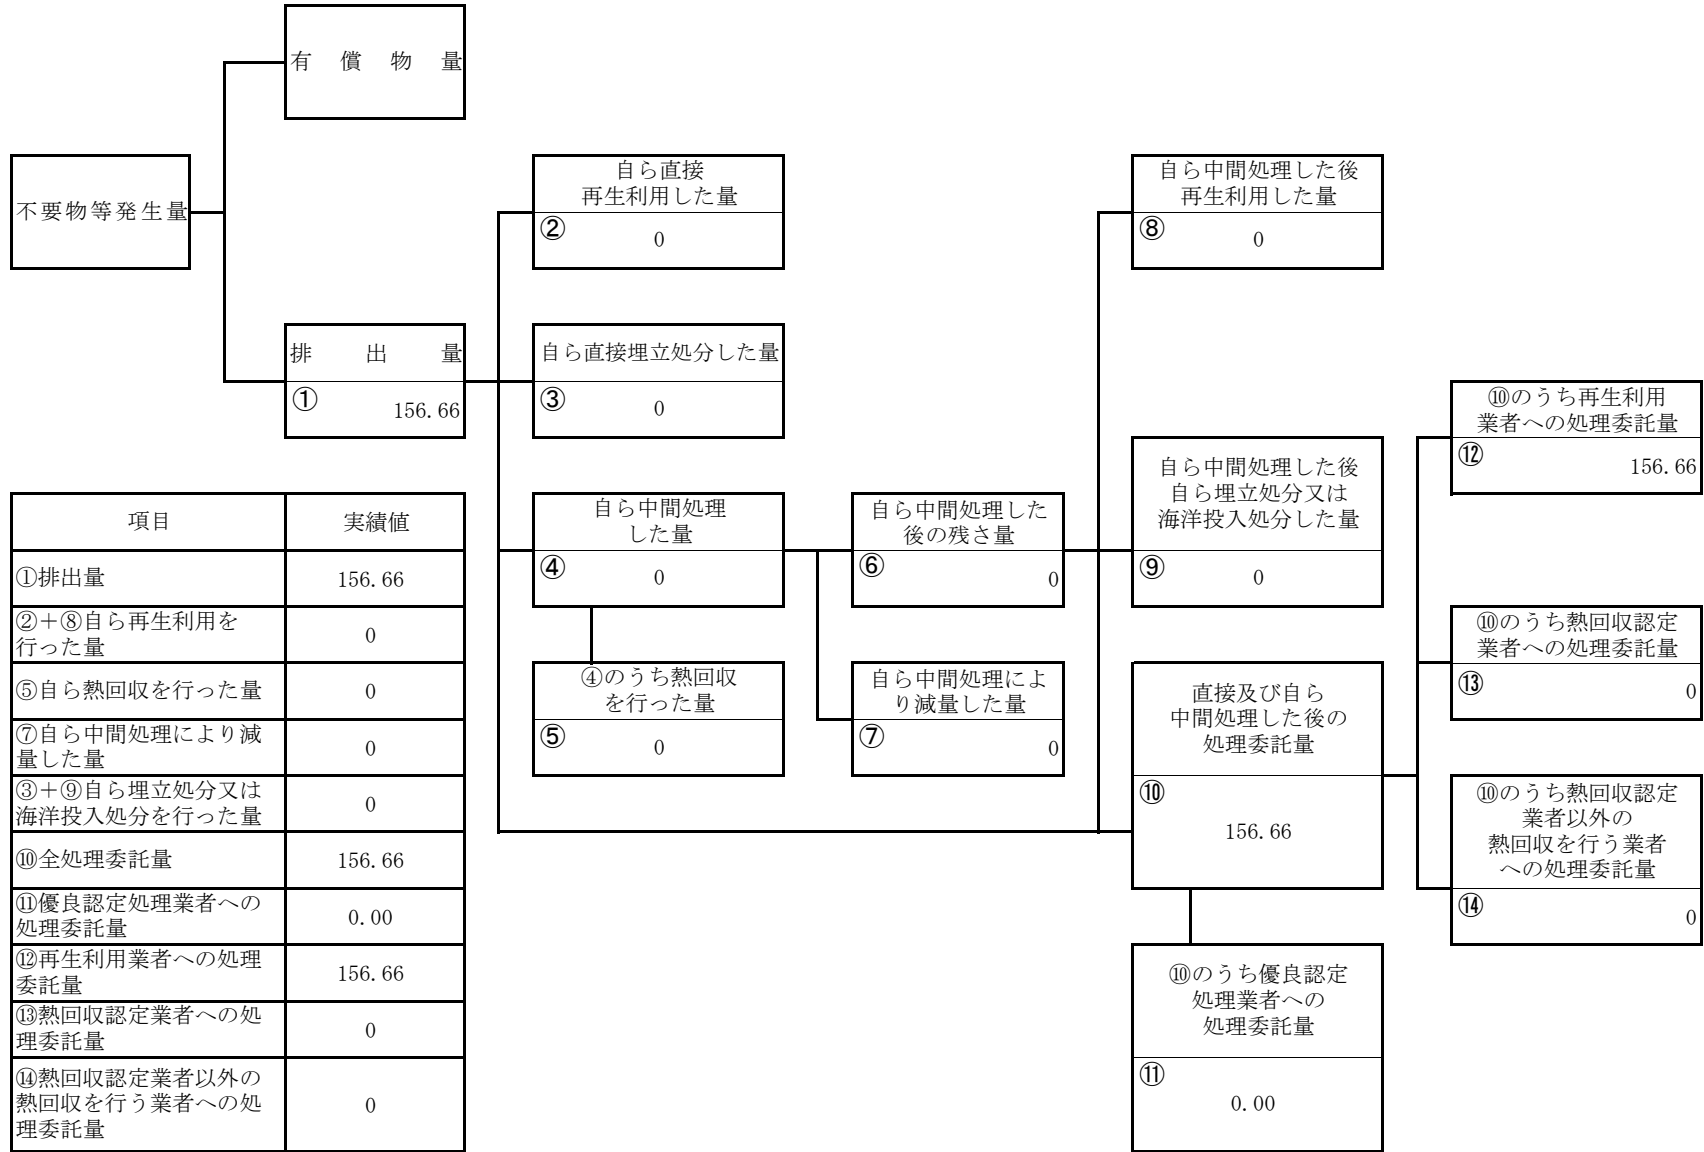 有償物量
不要物等発生量
自ら直接
再生利用した量
②
0
自ら中間処理した後
再生利用した量
⑧
0
排出量
①
156.66
自ら直接埋立処分した量
③
0
⑩のうち再生利用
業者への処理委託量
⑫
156.66
自ら中間処理した後
自ら埋立処分又は
海洋投入処分した量
⑨
0
自ら中間処理
した量
④
0
自ら中間処理した
後の残さ量
⑥
0
⑩のうち熱回収認定
業者への処理委託量
⑬
0
④のうち熱回収
を行った量
⑤
0
自ら中間処理によ
り減量した量
⑦
0
直接及び自ら
中間処理した後の
処理委託量
⑩
156.66
⑩のうち熱回収認定
業者以外の
熱回収を行う業者
への処理委託量
⑭
0
⑩のうち優良認定
処理業者への
処理委託量
⑪
0.00
項目 実績値
①排出量 156.66
②＋⑧自ら再生利用を
行った量
0
⑤自ら熱回収を行った量 0
⑦自ら中間処理により減
量した量
0
③＋⑨自ら埋立処分又は
海洋投入処分を行った量
0
⑩全処理委託量 156.66
⑪優良認定処理業者への
処理委託量
0.00
⑫再生利用業者への処理
委託量
156.66
⑬熱回収認定業者への処
理委託量
0
⑭熱回収認定業者以外の
熱回収を行う業者への処
理委託量
0